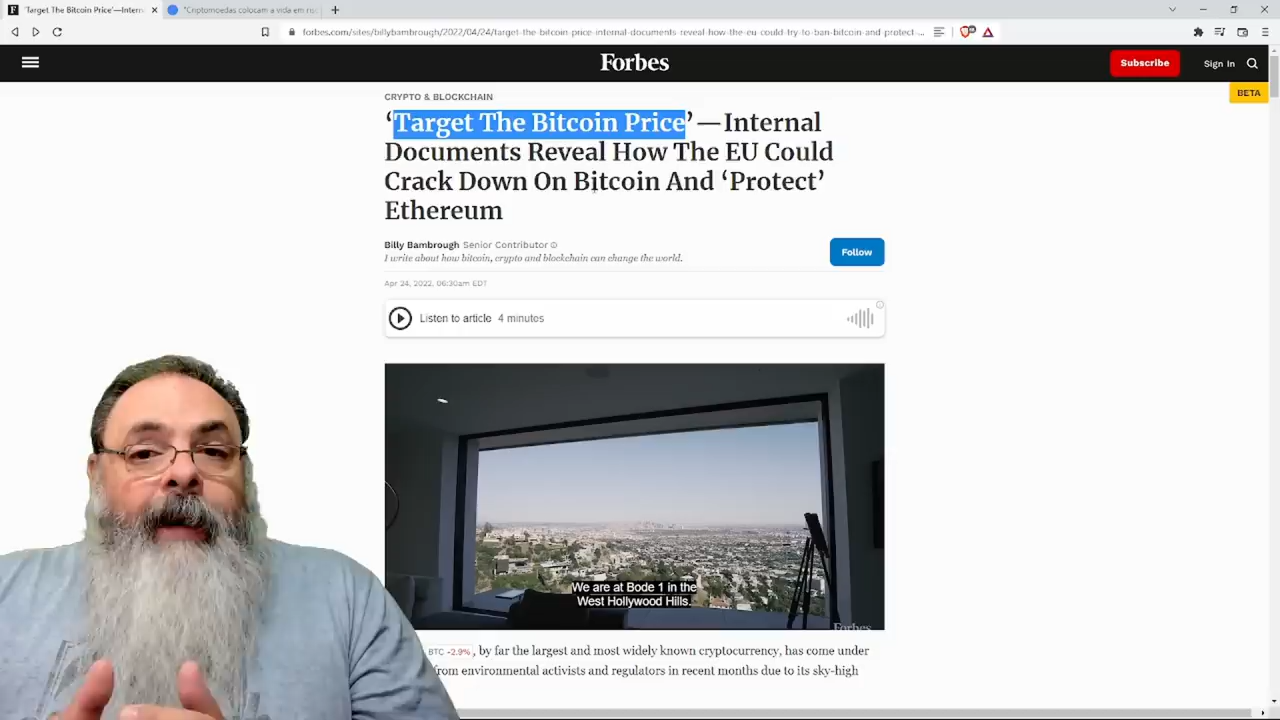 'Target The Bitcoin Price'—Intern
"Criptomoedas colocam a vida em risc
forbes.com/sites/billybambrough/2022/04/24/target-the-bitcoin-price-internal-documents-reveal-how-the-eu-could-try-to-ban-bitcoin-and-protect-...
Forbes
Subscribe
Sign In
BETA
CRYPTO & BLOCKCHAIN
‘Target The Bitcoin Price’—Internal
Documents Reveal How The EU Could
Crack Down On Bitcoin And ‘Protect’
Ethereum
Billy Bambrough Senior Contributor
I write about how bitcoin, crypto and blockchain can change the world.
Follow
Apr 24, 2022, 06:30am EDT
Listen to article 4 minutes
We are at Bode 1 in the
West Hollywood Hills.
Forbes
BTC -2.9% , by far the largest and most widely known cryptocurrency, has come under
from environmental activists and regulators in recent months due to its sky-high